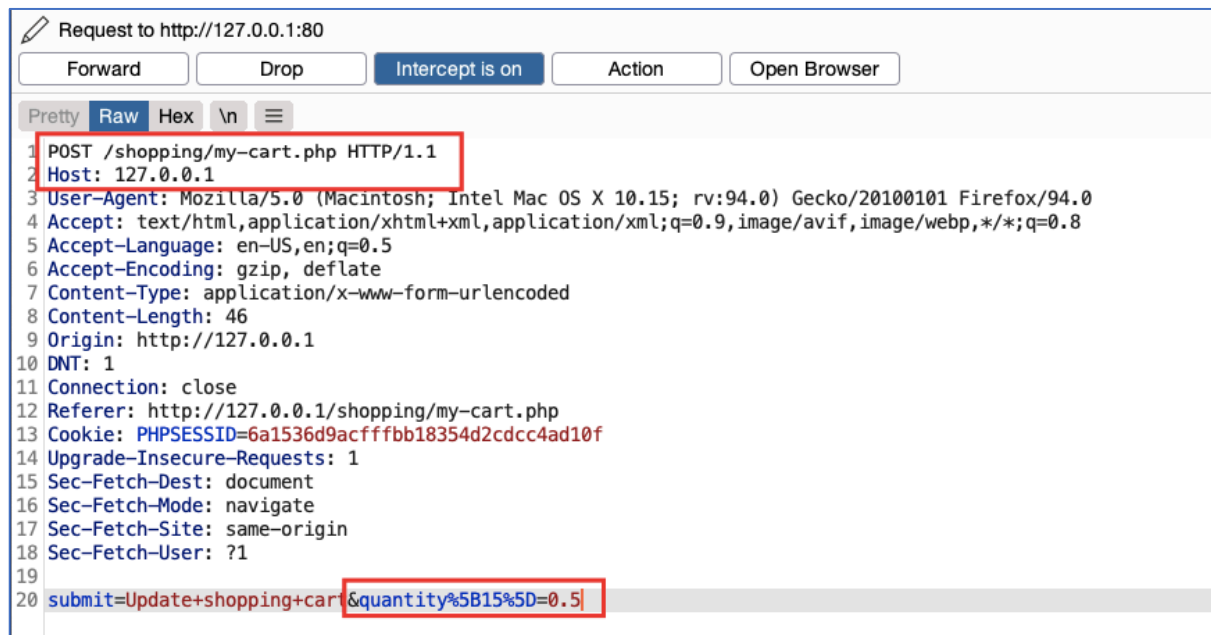 Request to http://127.0.0.1:80
Forward Drop Intercept is on Action Open Browser
Pretty Raw Hex \n
1 POST /shopping/my-cart.php HTTP/1.1
2 Host: 127.0.0.1
3 User-Agent: Mozilla/5.0 (Macintosh; Intel Mac OS X 10.15; rv:94.0) Gecko/20100101 Firefox/94.0
4 Accept: text/html,application/xhtml+xml,application/xml;q=0.9,image/avif,image/webp,*/*;q=0.8
5 Accept-Language: en-US,en;q=0.5
6 Accept-Encoding: gzip, deflate
7 Content-Type: application/x-www-form-urlencoded
8 Content-Length: 46
9 Origin: http://127.0.0.1
10 DNT: 1
11 Connection: close
12 Referer: http://127.0.0.1/shopping/my-cart.php
13 Cookie: PHPSESSID=6a1536d9acfffbb18354d2cdcc4ad10f
14 Upgrade-Insecure-Requests: 1
15 Sec-Fetch-Dest: document
16 Sec-Fetch-Mode: navigate
17 Sec-Fetch-Site: same-origin
18 Sec-Fetch-User: ?1
19
20 submit=Update+shopping+cart&quantity%5B15%5D=0.5